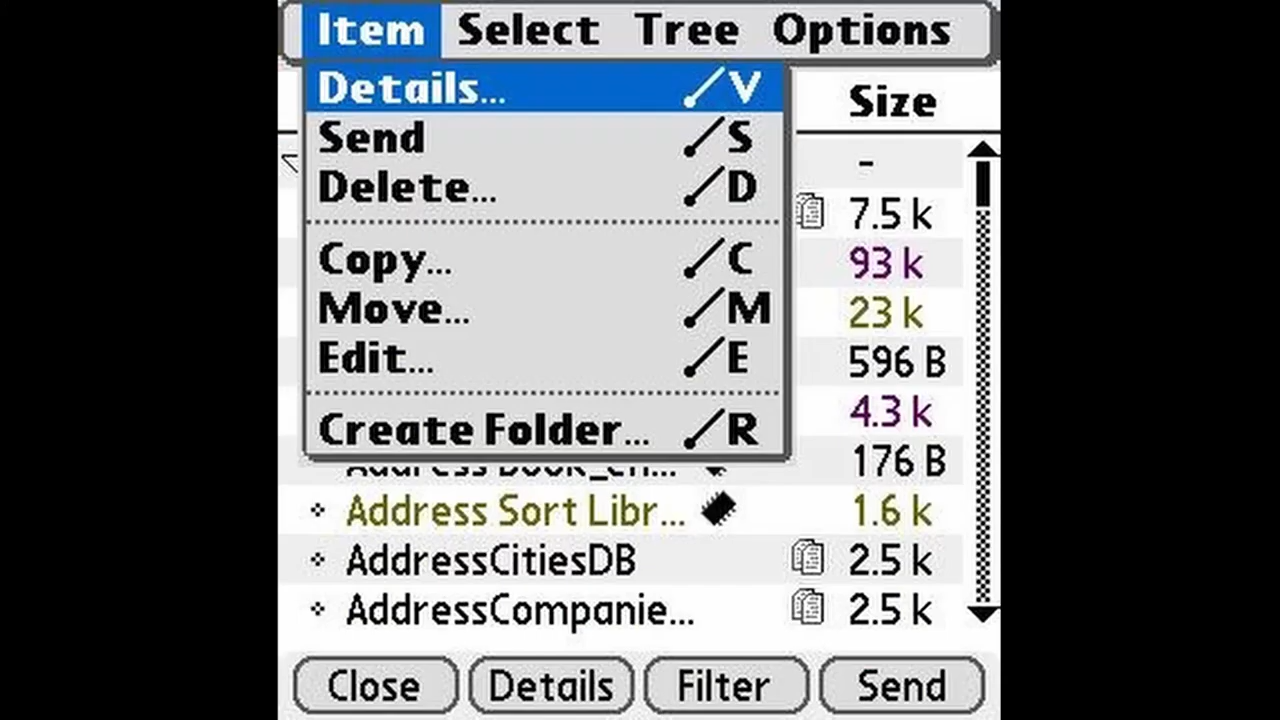 Item Select Tree Options
Details... /V
Size
Send /S
-
Delete... /D
7.5 k
Copy... /C
93 k
Move... /M
23 k
Edit... /E
596 B
4.3 k
Create Folder... /R
176 B
Address Sort Libr... 1.6 k
AddressCitiesDB 2.5 k
AddressCompanie... 2.5 k
Close Details Filter Send